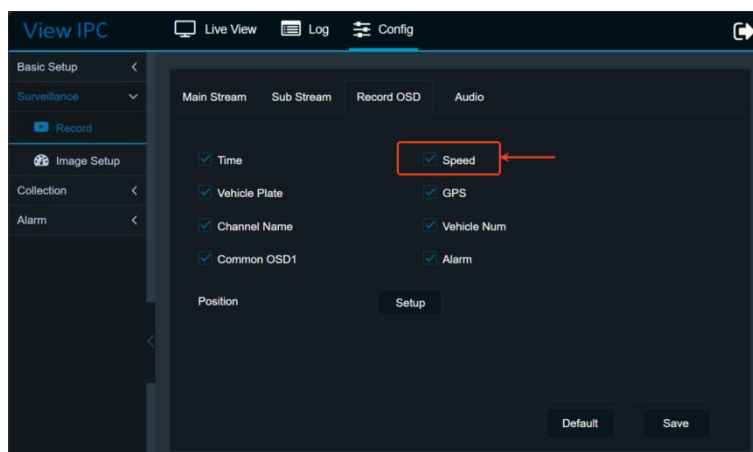 View IPC
Live View
Log
Config
Basic Setup
Surveillance
Record
Image Setup
Collection
Alarm
Main Stream
Sub Stream
Record OSD
Audio
Time
Speed
Vehicle Plate
GPS
Channel Name
Vehicle Num
Common OSD1
Alarm
Position
Setup
Default
Save